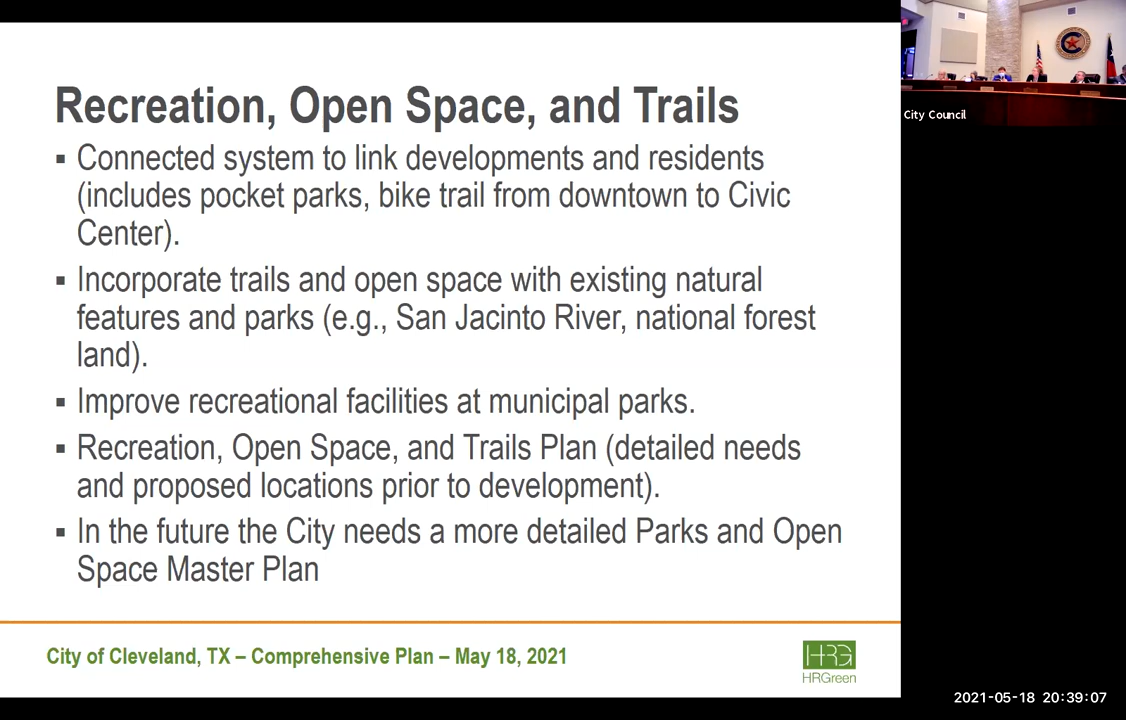 Recreation, Open Space, and Trails
▪ Connected system to link developments and residents
(includes pocket parks, bike trail from downtown to Civic
Center).
▪ Incorporate trails and open space with existing natural
features and parks (e.g., San Jacinto River, national forest
land).
▪ Improve recreational facilities at municipal parks.
▪ Recreation, Open Space, and Trails Plan (detailed needs
and proposed locations prior to development).
▪ In the future the City needs a more detailed Parks and Open
Space Master Plan
City of Cleveland, TX – Comprehensive Plan – May 18, 2021
HRG
HRGreen
City Council
2021-05-18 20:39:07